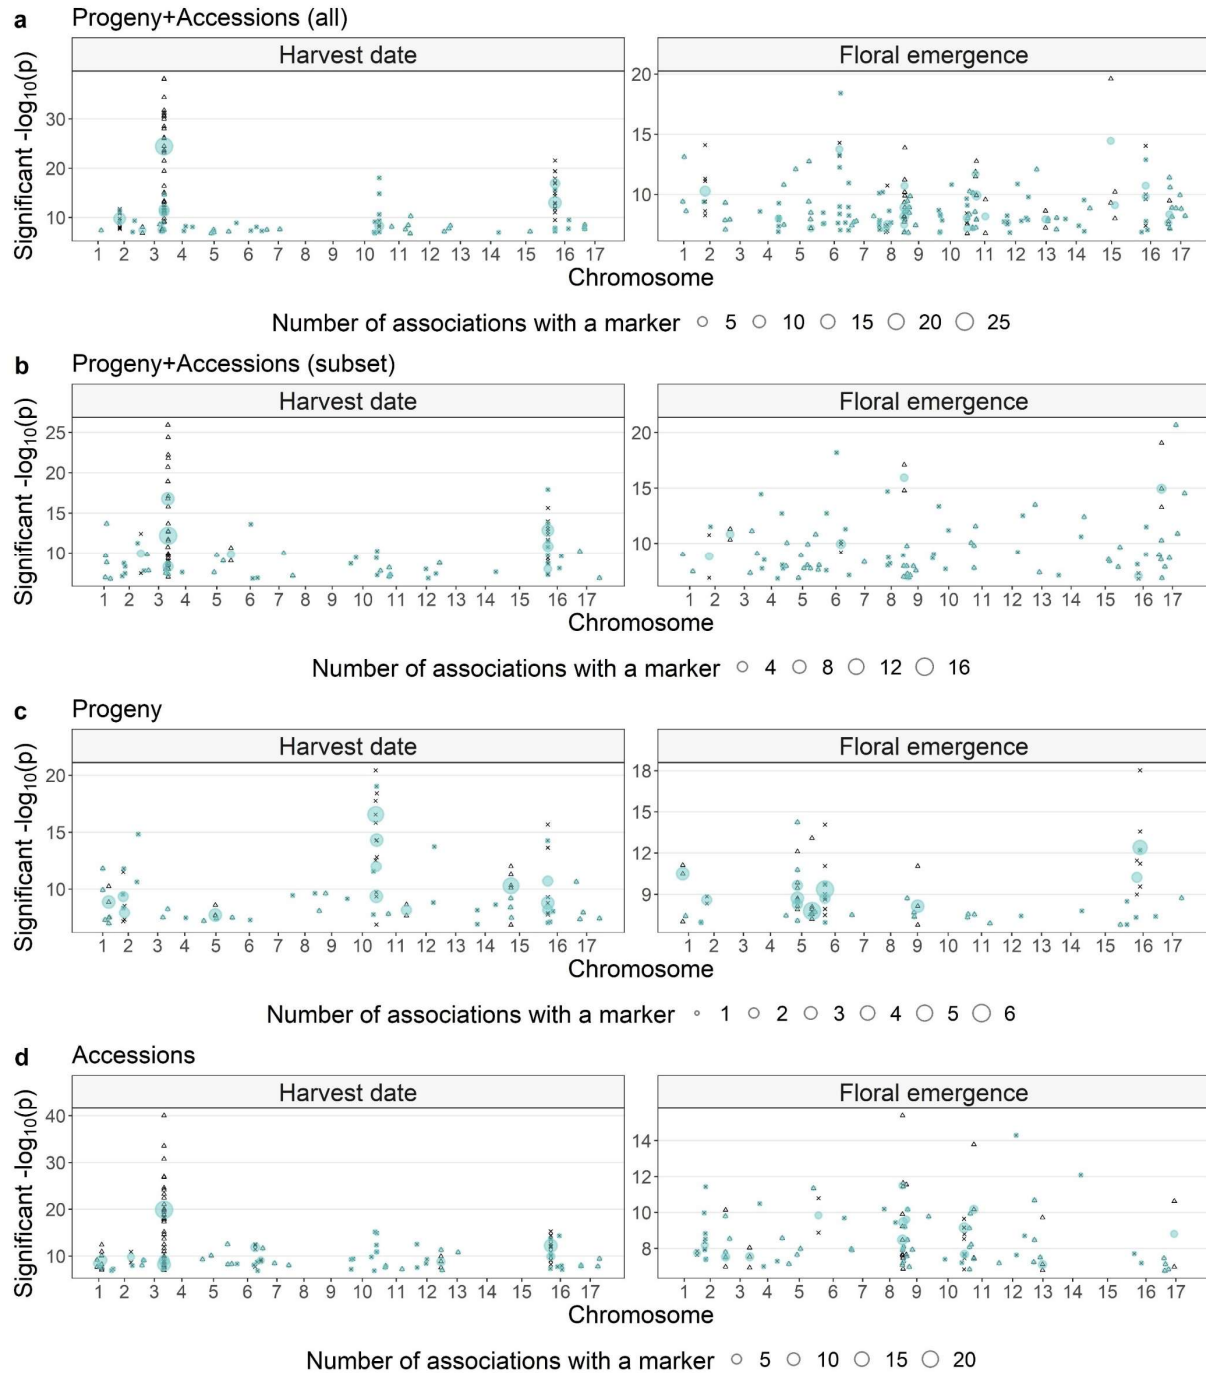 a Progeny+Accessions (all)
Harvest date
Floral emergence
Significant -log10(p)
30
20
10
20
15
10
1 2 3 4 5 6 7 8 9 10 11 12 13 14 15 16 17
1 2 3 4 5 6 7 8 9 10 11 12 13 14 15 16 17
Chromosome
Number of associations with a marker 5 10 15 20 25
b Progeny+Accessions (subset)
Harvest date
Floral emergence
Significant -log10(p)
25
20
15
10
20
15
10
1 2 3 4 5 6 7 8 9 10 11 12 13 14 15 16 17
1 2 3 4 5 6 7 8 9 10 11 12 13 14 15 16 17
Chromosome
Number of associations with a marker 4 8 12 16
c Progeny
Harvest date
Floral emergence
Significant -log10(p)
20
15
10
18
15
12
9
1 2 3 4 5 6 7 8 9 10 11 12 13 14 15 16 17
1 2 3 4 5 6 7 8 9 10 11 12 13 14 15 16 17
Chromosome
Number of associations with a marker 1 2 3 4 5 6
d Accessions
Harvest date
Floral emergence
Significant -log10(p)
40
30
20
10
14
12
10
8
1 2 3 4 5 6 7 8 9 10 11 12 13 14 15 16 17
1 2 3 4 5 6 7 8 9 10 11 12 13 14 15 16 17
Chromosome
Number of associations with a marker 5 10 15 20